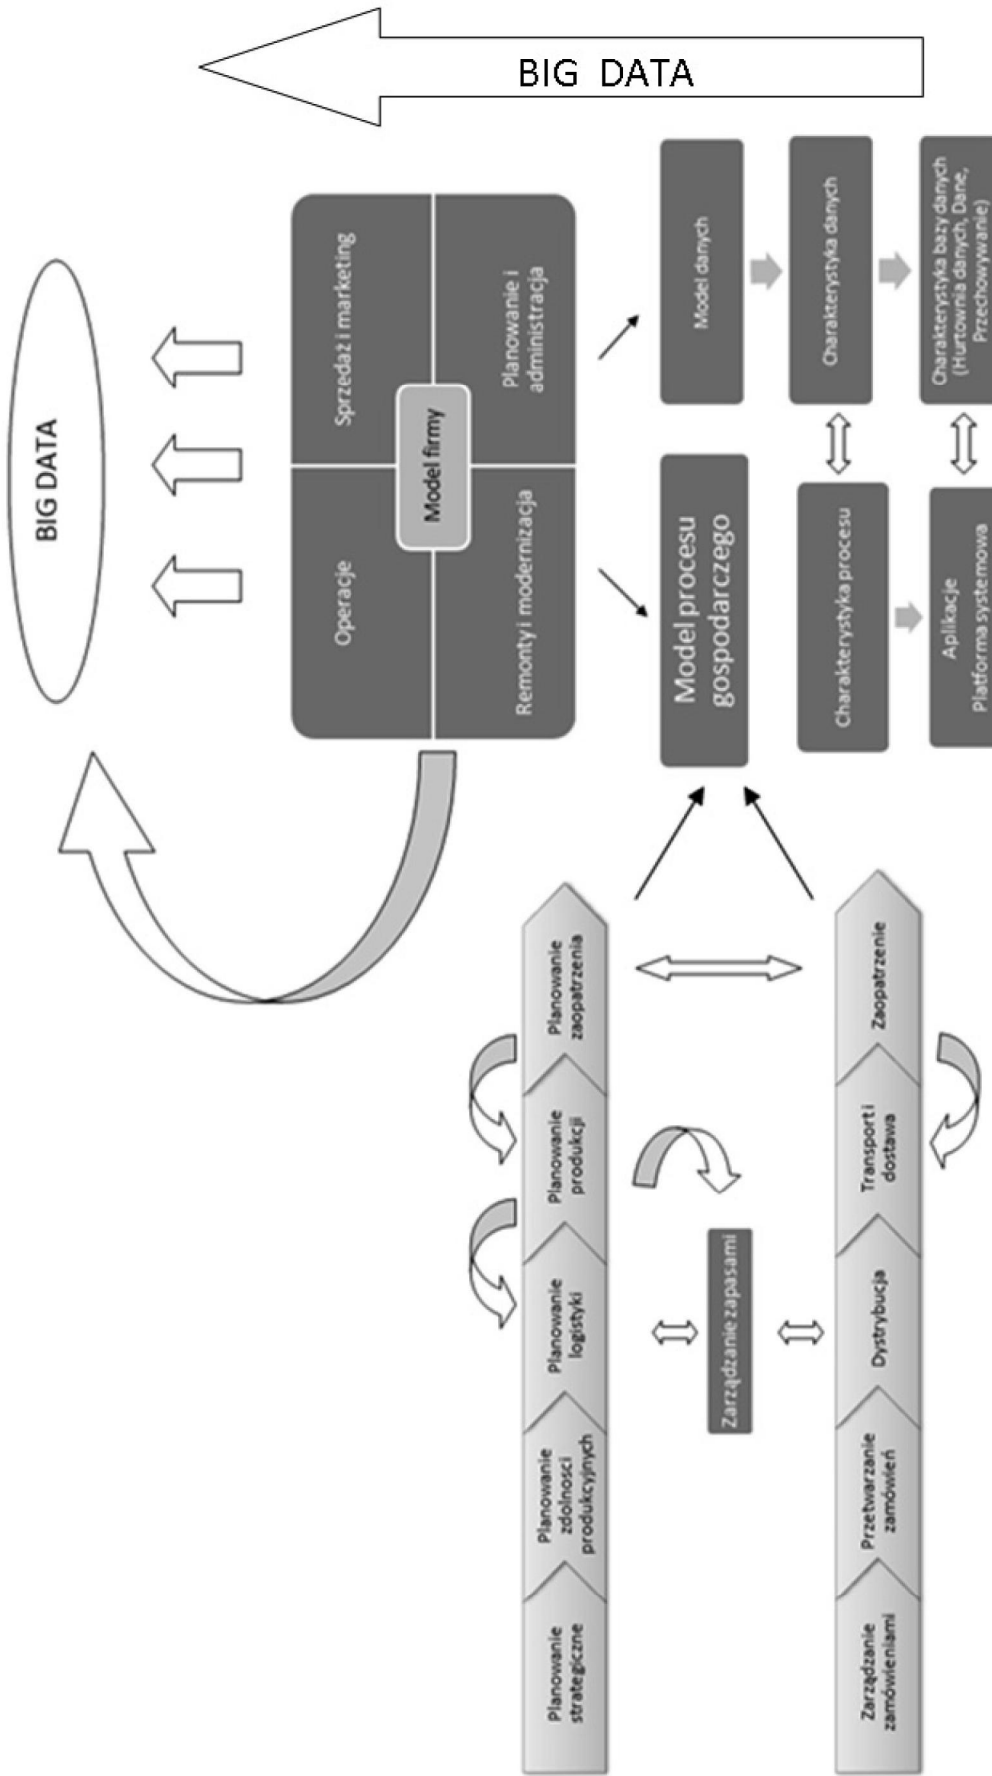 BIG DATA
BIG DATA
Operacje
Sprzedaż i marketing
Model firmy
Remonty i modernizacja
Planowanie i
administracja
Model procesu
gospodarczego
Model danych
Charakterystyka procesu
Charakterystyka danych
Aplikacje
Platforma systemowa
Charakterystyka bazy danych
(Hurtownia danych, Dane,
Przechowywanie)
Planowanie
strategiczne
Planowanie
zdolnosci
produkcyjnych
Planowanie
logistyki
Planowanie
produkcji
Planowanie
zaopatrzenia
Zarządzanie zapasami
Zarządzanie
zamówieniami
Przetwarzanie
zamówień
Dystrybucja
Transport i
dostawa
Zaopatrzenie